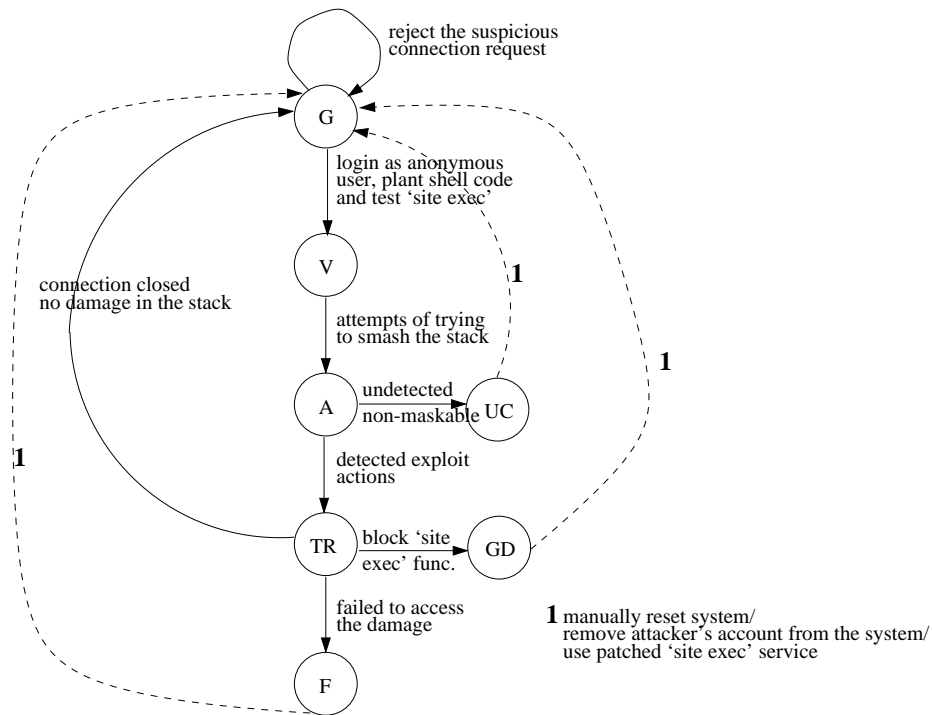 reject the suspicious
connection request
G
login as anonymous
user, plant shell code
and test ‘site exec’
V
1
connection closed
no damage in the stack
attempts of trying
to smash the stack
1
A
undetected
non-maskable
UC
1
detected exploit
actions
TR
block ‘site
exec’ func.
GD
failed to access
the damage
1 manually reset system/
remove attacker’s account from the system/
use patched ‘site exec’ service
F